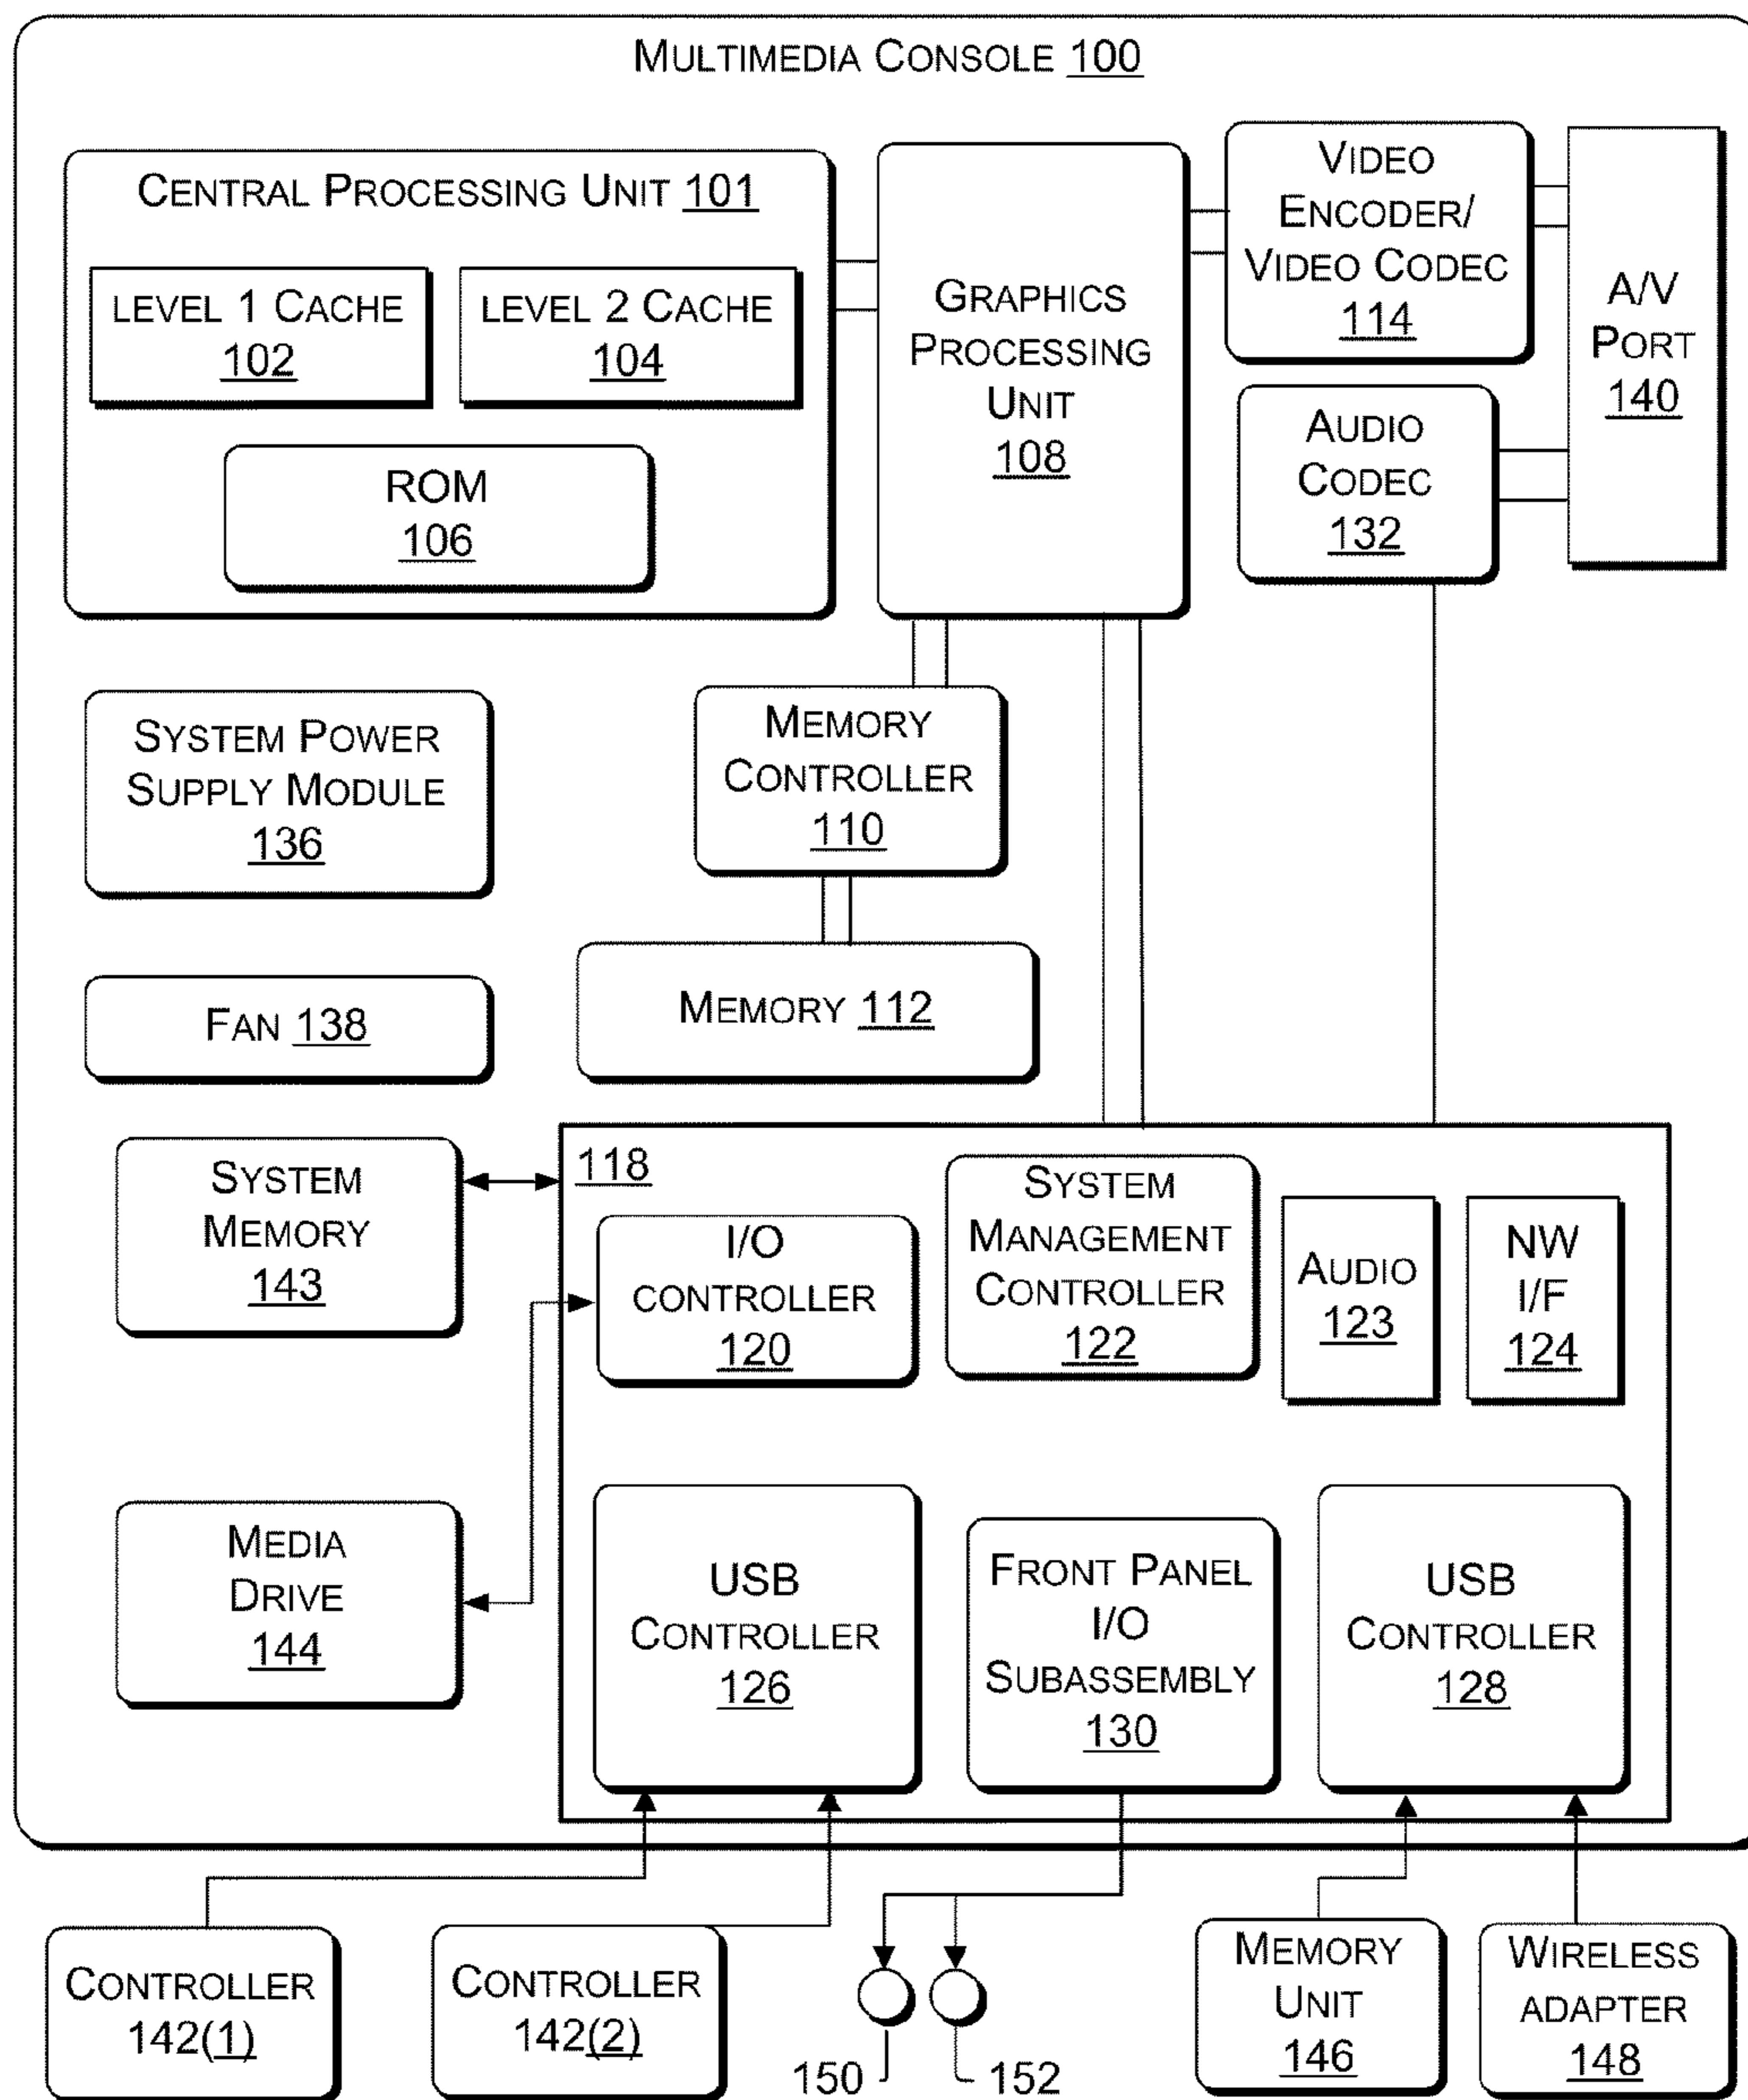 MULTIMEDIA CONSOLE 100
CENTRAL PROCESSING UNIT 101
LEVEL 1 CACHE
102
LEVEL 2 CACHE
104
ROM
106
GRAPHICS
PROCESSING
UNIT
108
VIDEO
ENCODER/
VIDEO CODEC
114
A/V
PORT
140
AUDIO
CODEC
132
SYSTEM POWER
SUPPLY MODULE
136
MEMORY
CONTROLLER
110
FAN 138
MEMORY 112
SYSTEM
MEMORY
143
118
I/O
CONTROLLER
120
SYSTEM
MANAGEMENT
CONTROLLER
122
AUDIO
123
NW
I/F
124
MEDIA
DRIVE
144
USB
CONTROLLER
126
FRONT PANEL
I/O
SUBASSEMBLY
130
USB
CONTROLLER
128
CONTROLLER
142(1)
CONTROLLER
142(2)
150
152
MEMORY
UNIT
146
WIRELESS
ADAPTER
148